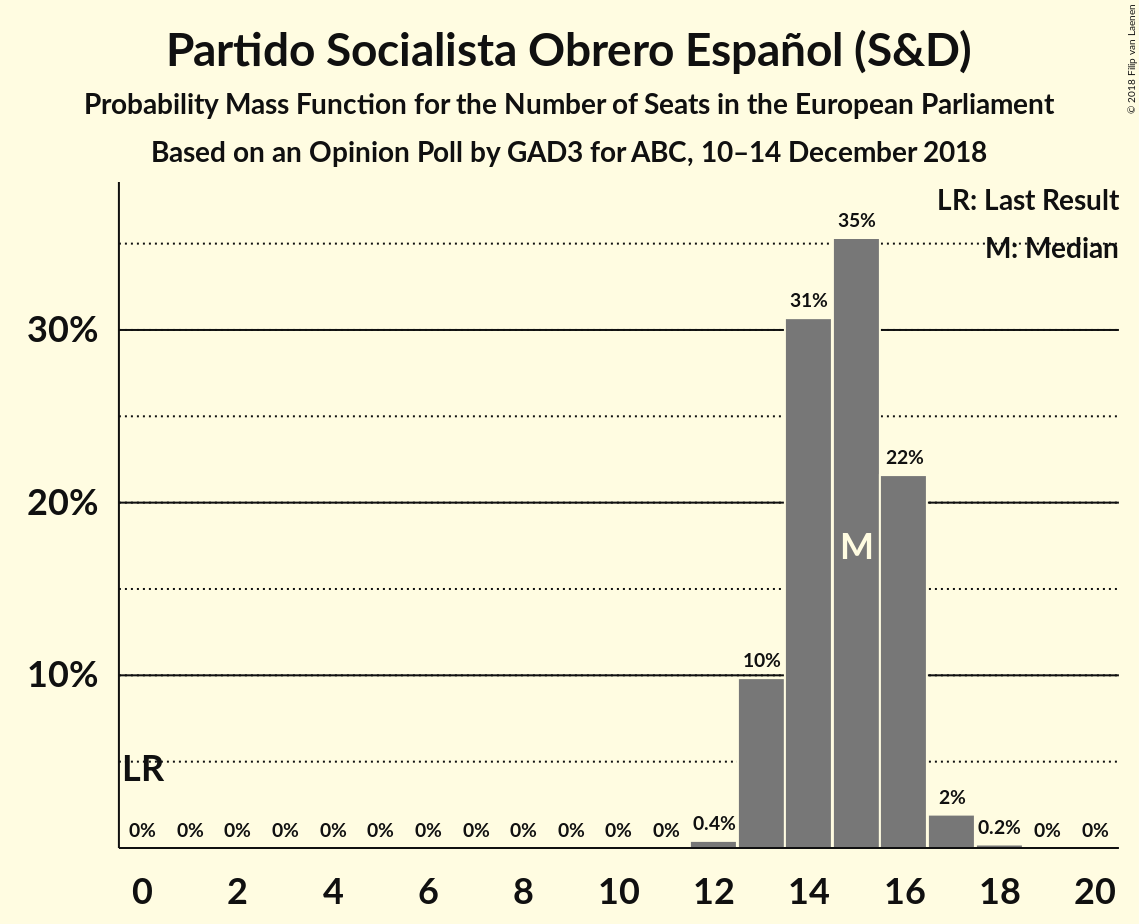 Partido Socialista Obrero Español (S&D)
Probability Mass Function for the Number of Seats in the European Parliament
Based on an Opinion Poll by GAD3 for ABC, 10–14 December 2018
© 2018 Filip van Laenen
LR: Last Result
M: Median
30%
20%
10%
35%
31%
22%
M
10%
LR
2%
0% 0% 0% 0% 0% 0% 0% 0% 0% 0% 0% 0% 0.4% 0.2% 0% 0%
0 2 4 6 8 10 12 14 16 18 20